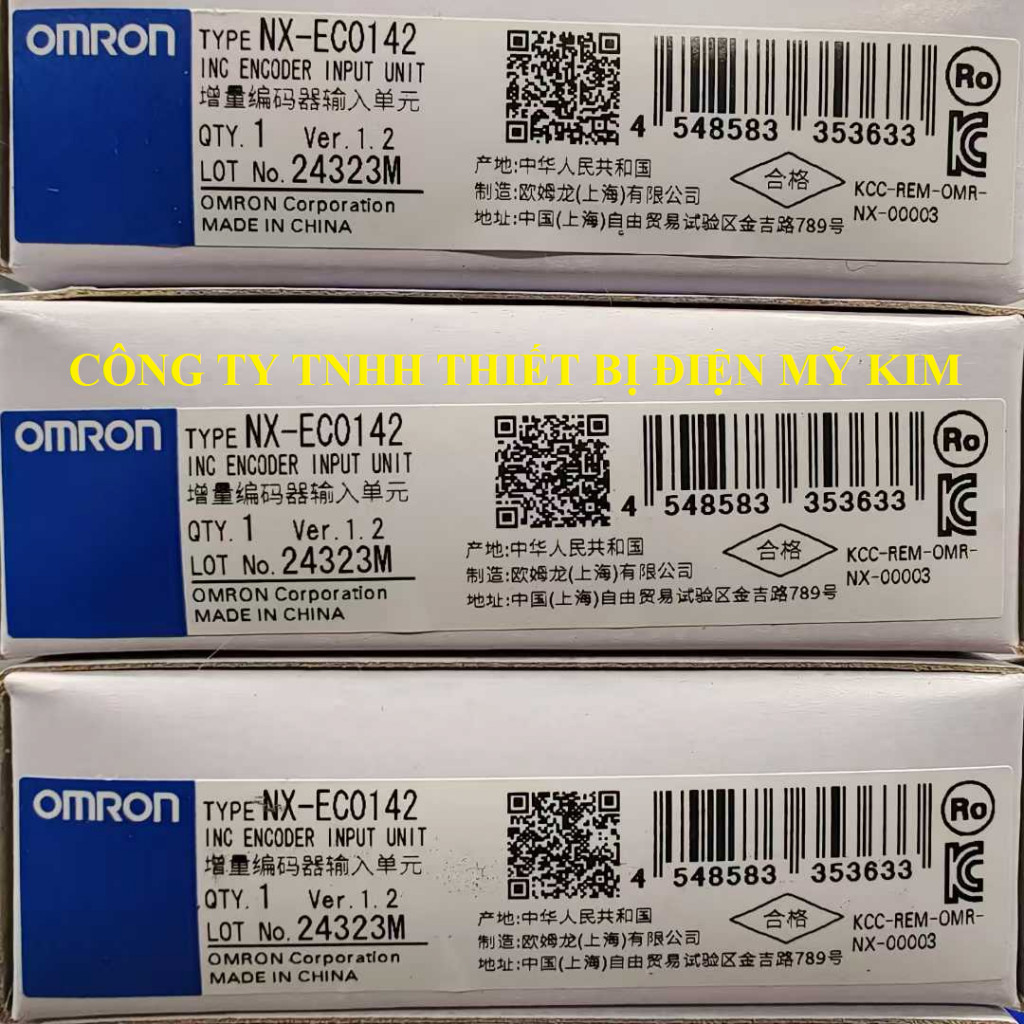 OMRON
TYPE NX-EC0142
INC ENCODER INPUT UNIT
增量编码器输入单元
QTY. 1 Ver.1.2
LOT No. 24323M
OMRON Corporation
MADE IN CHINA
4 548583 353633
产地:中华人民共和国
制造:欧姆龙(上海)有限公司
地址:中国(上海)自由贸易试验区金吉路789号
合格
Ro
KC
KCC-REM-OMR-
NX-00003
CÔNG TY TNHH THIẾT BỊ ĐIỆN MỸ KIM
OMRON
TYPE NX-EC0142
INC ENCODER INPUT UNIT
增量编码器输入单元
QTY. 1 Ver.1.2
LOT No. 24323M
OMRON Corporation
MADE IN CHINA
4 548583 353633
产地:中华人民共和国
制造:欧姆龙(上海)有限公司
地址:中国(上海)自由贸易试验区金吉路789号
合格
Ro
KC
KCC-REM-OMR-
NX-00003
OMRON
TYPE NX-EC0142
INC ENCODER INPUT UNIT
增量编码器输入单元
QTY. 1 Ver.1.2
LOT No. 24323M
OMRON Corporation
MADE IN CHINA
4 548583 353633
产地:中华人民共和国
制造:欧姆龙(上海)有限公司
地址:中国(上海)自由贸易试验区金吉路789号
合格
Ro
KC
KCC-REM-OMR-
NX-00003